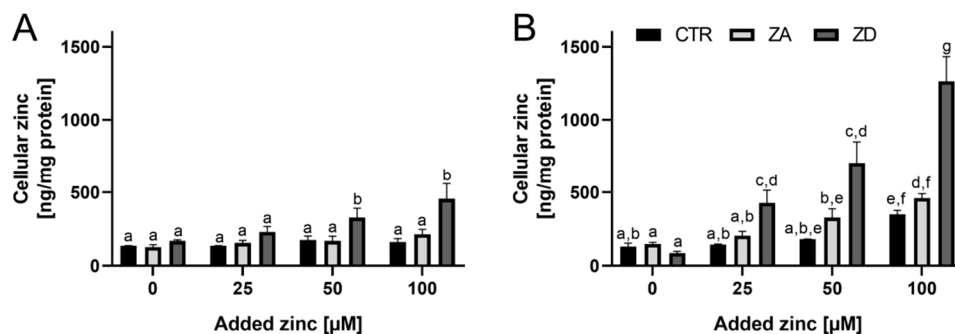 A
Cellular zinc
[ng/mg protein]
1500
1000
500
0
a a a
a a a
a a b
a a b
0 25 50 100
Added zinc [µM]
B
CTR ZA ZD
Cellular zinc
[ng/mg protein]
1500
1000
500
0
a,b a a
a,b a,b c,d
a,b,e b,e c,d
e,f d,f g
0 25 50 100
Added zinc [µM]